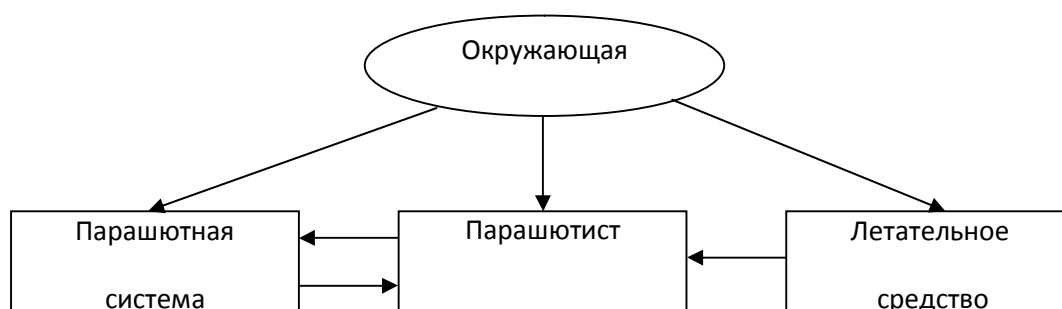 Окружающая
Парашютная
система
Парашютист
Летательное
средство